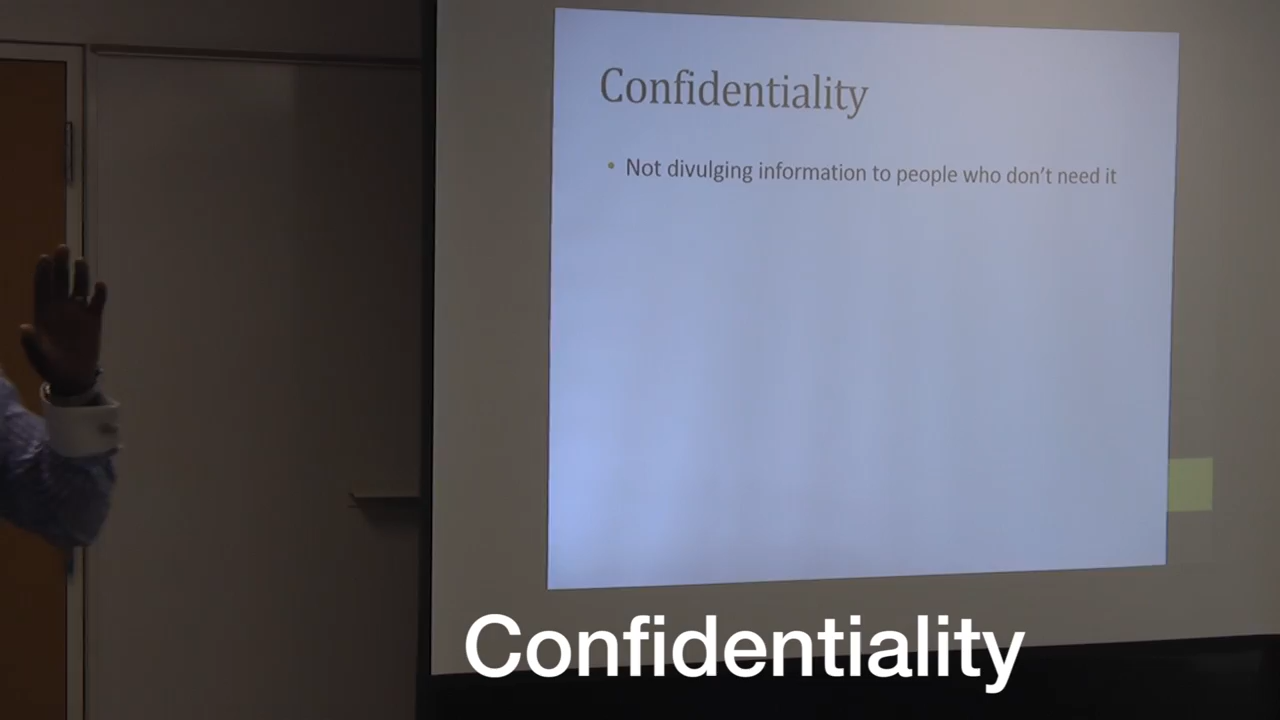 Confidentiality
• Not divulging information to people who don't need it
Confidentiality